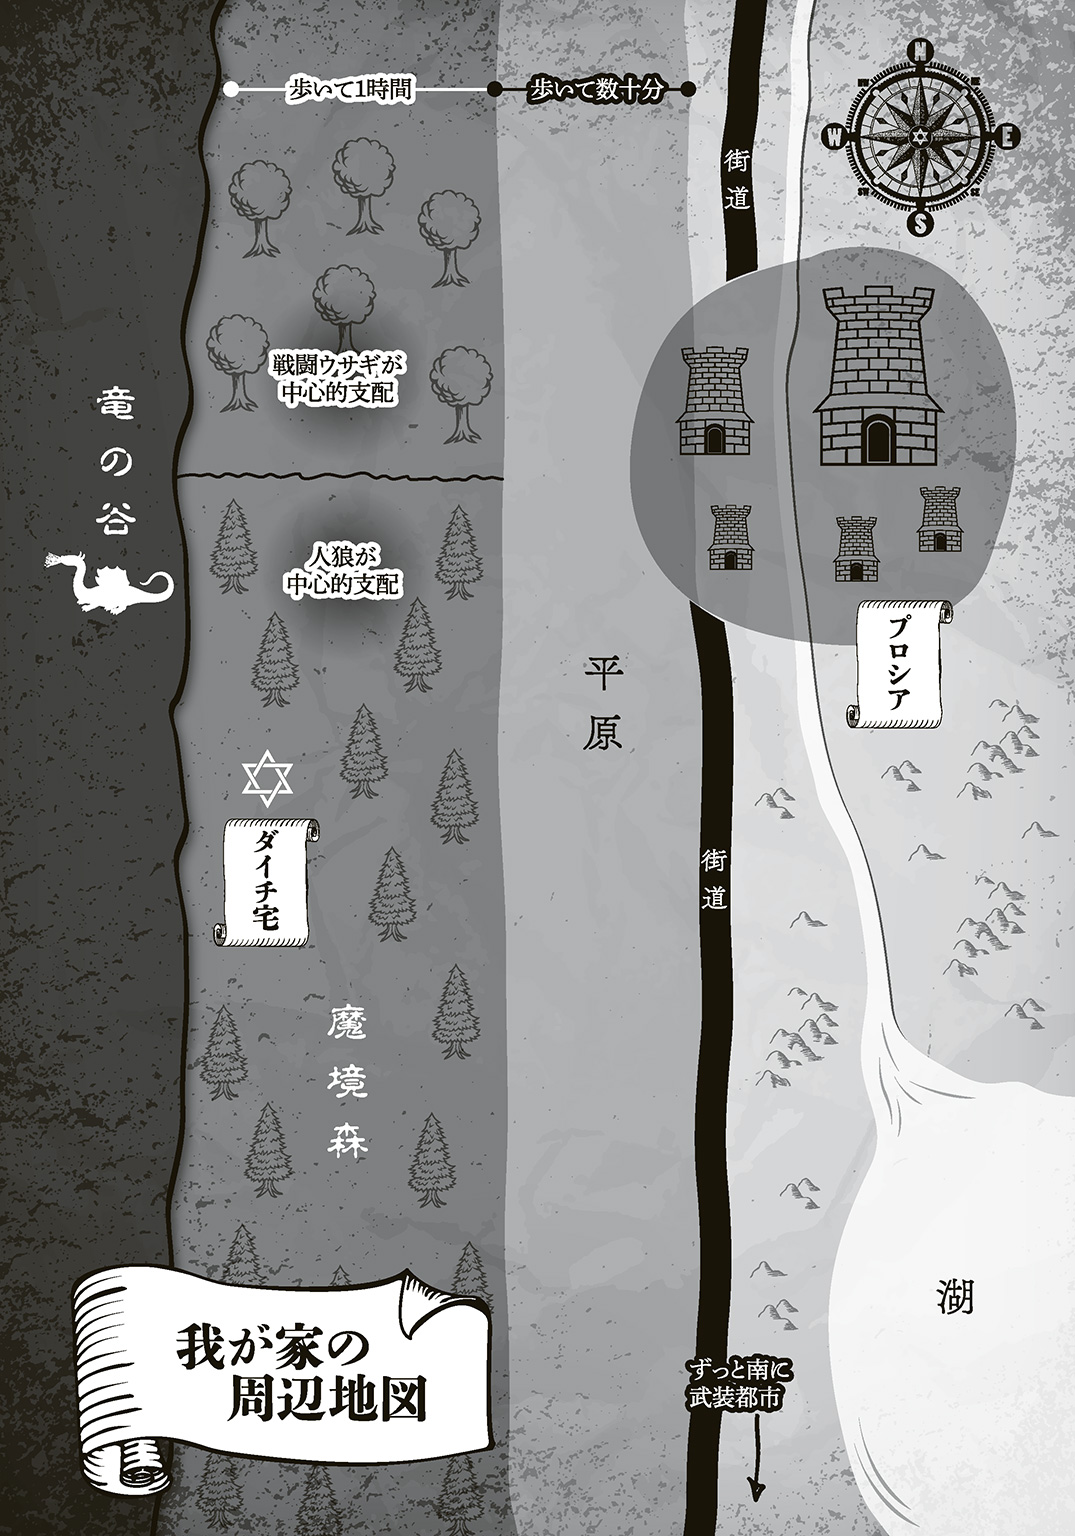 歩いて1時間
歩いて数十分
N
W
E
S
街道
戦闘ウサギが
中心的支配
竜の谷
人狼が
中心的支配
プロシア
平原
ダイチ宅
街道
魔境森
湖
我が家の
周辺地図
ずっと南に
武装都市